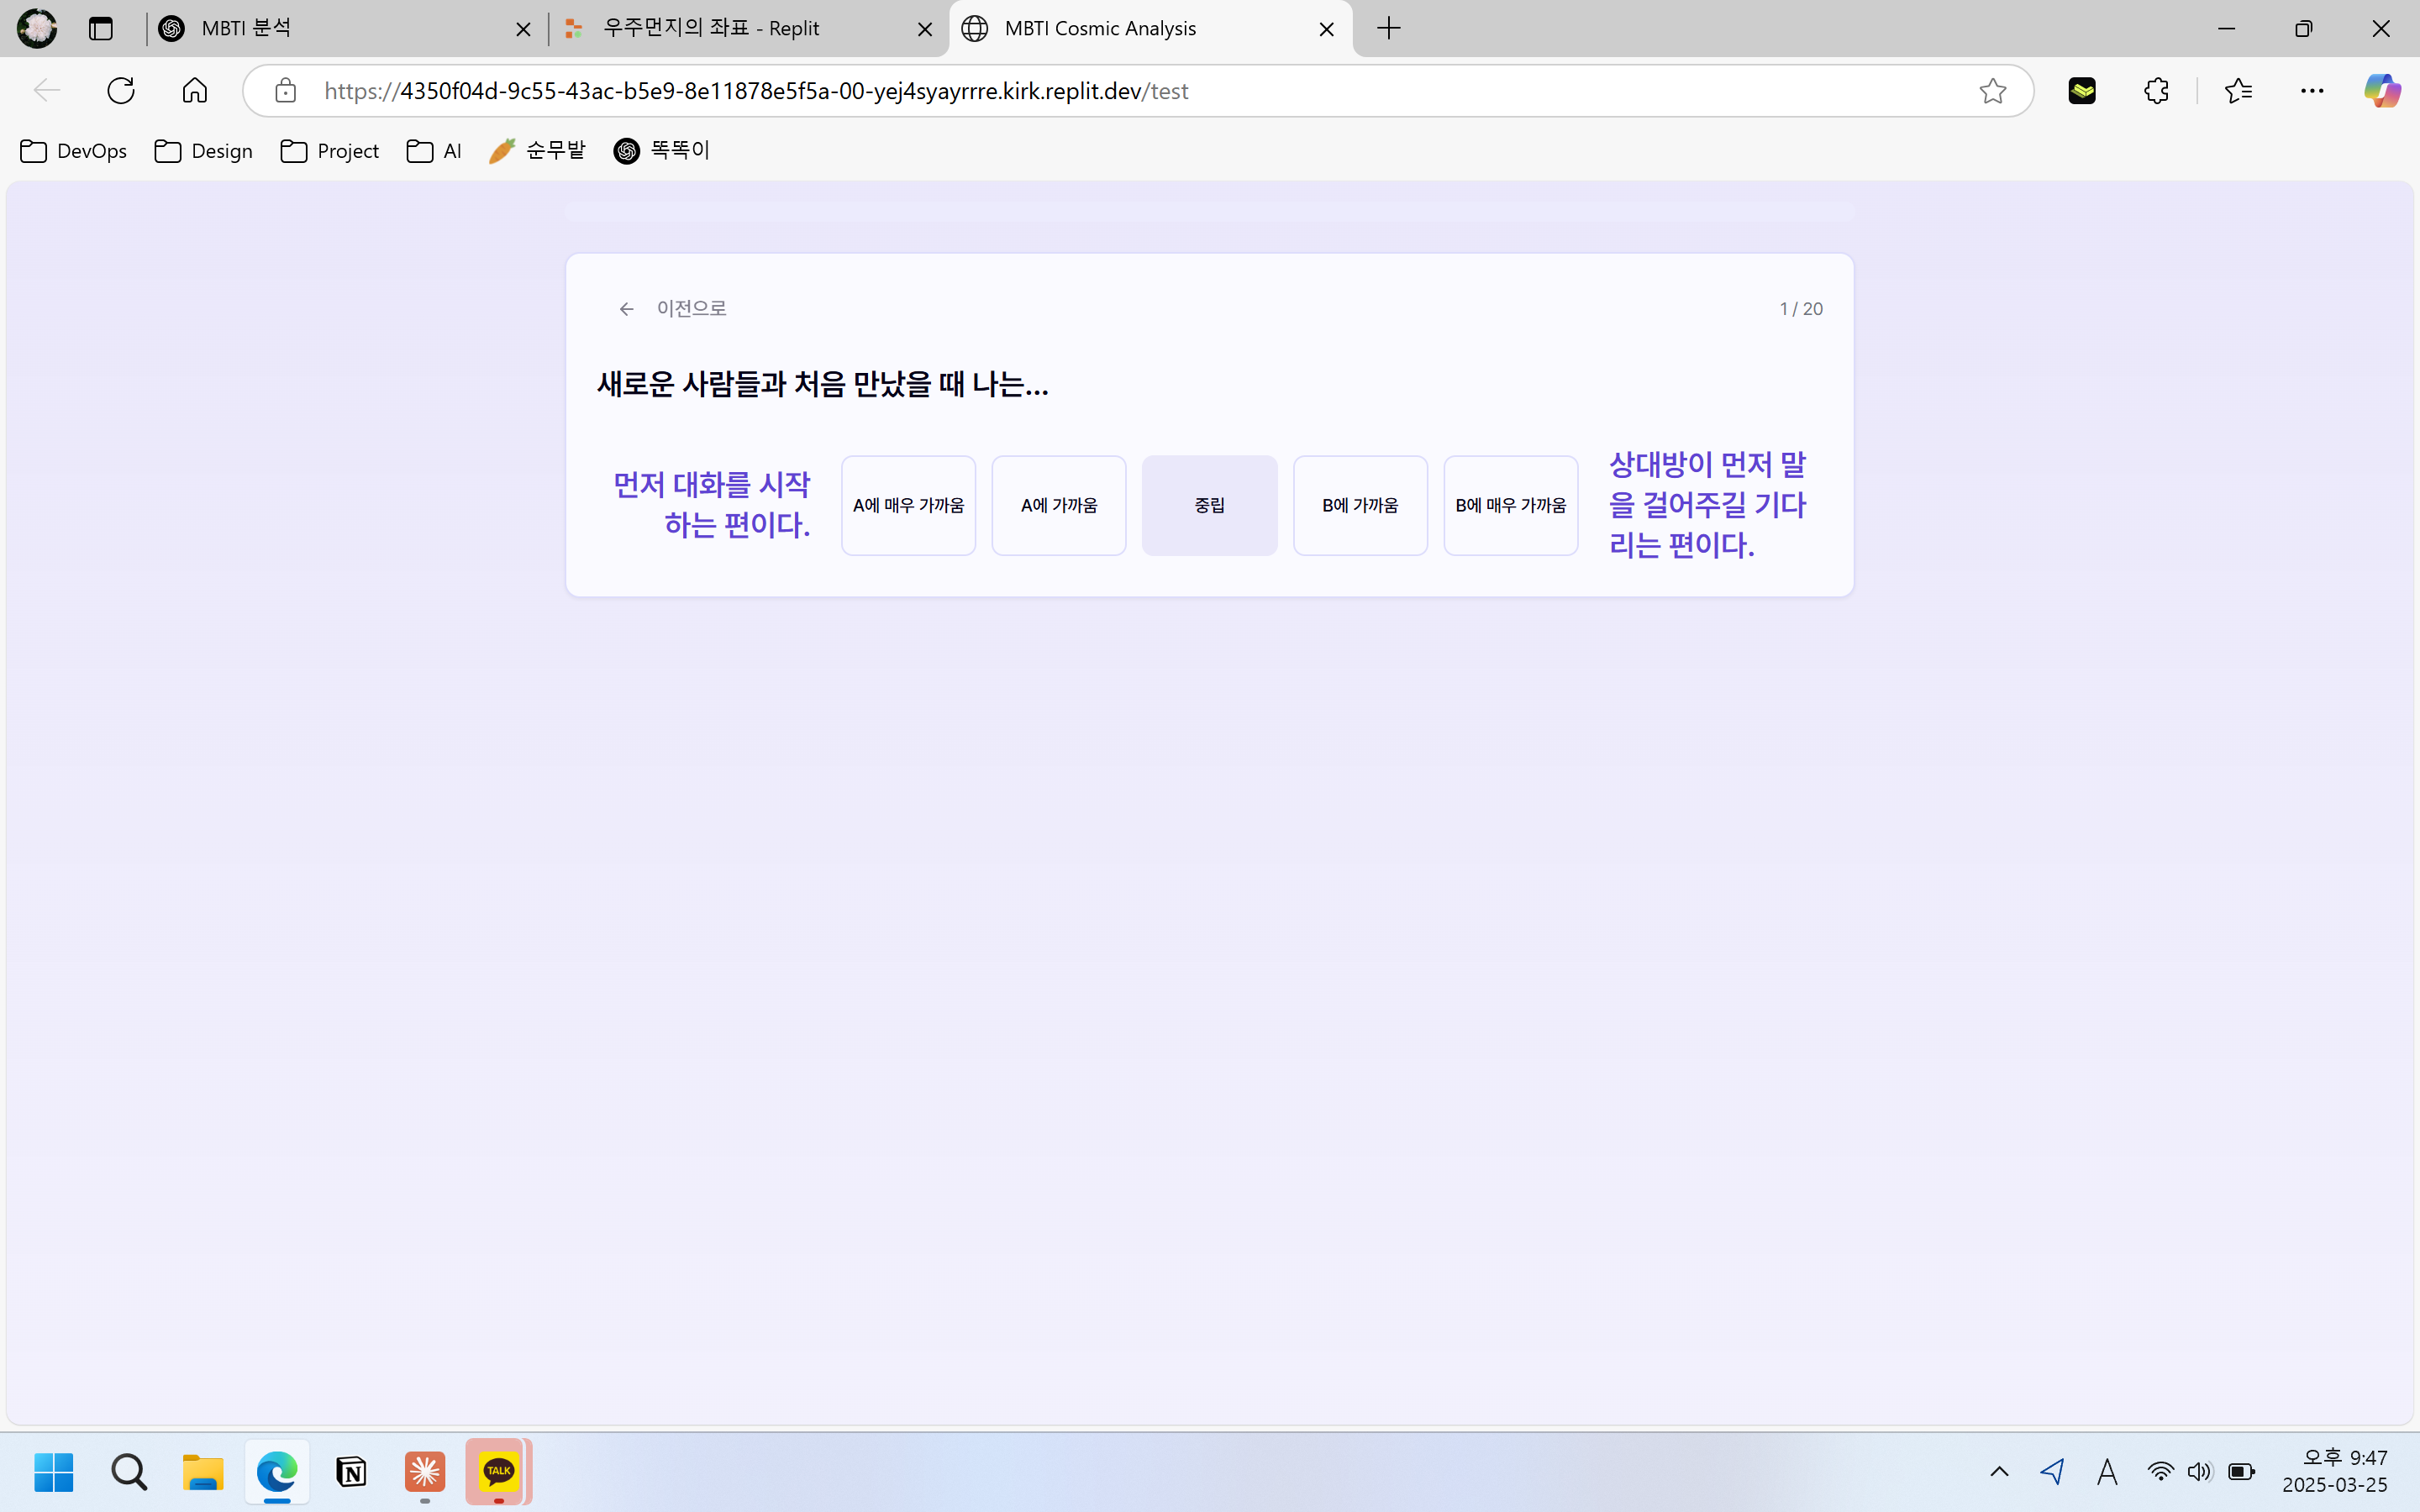 MBTI 분석
우주먼지의 좌표 - Replit
MBTI Cosmic Analysis
https://4350f04d-9c55-43ac-b5e9-8e11878e5f5a-00-yej4syayrrre.kirk.replit.dev/test
DevOps
Design
Project
AI
순무밭
똑똑이
이전으로
1 / 20
새로운 사람들과 처음 만났을 때 나는...
먼저 대화를 시작
하는 편이다.
A에 매우 가까움
A에 가까움
중립
B에 가까움
B에 매우 가까움
상대방이 먼저 말
을 걸어주길 기다
리는 편이다.
N
TALK
A
오후 9:47
2025-03-25